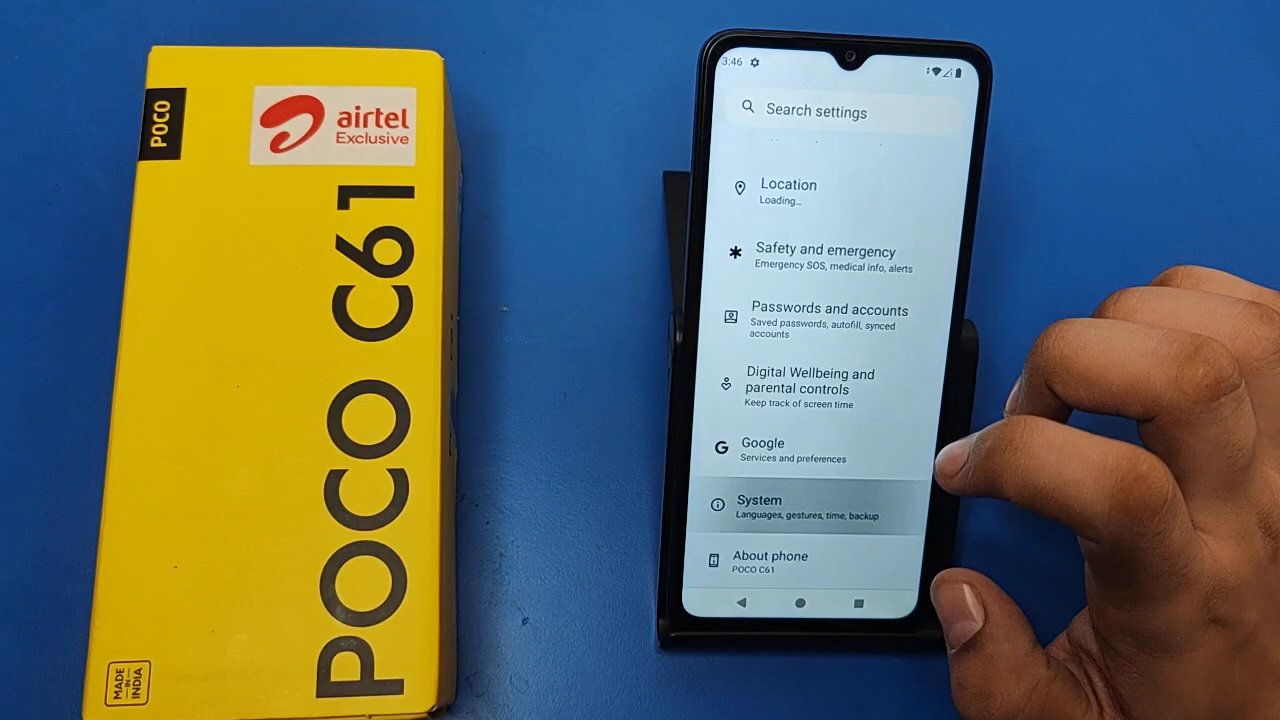 POCO
airtel
Exclusive
POCO C61
MADE
IN
INDIA
3:46
Search settings
Location
Loading...
Safety and emergency
Emergency SOS, medical info, alerts
Passwords and accounts
Saved passwords, autofill, synced
accounts
Digital Wellbeing and
parental controls
Keep track of screen time
Google
Services and preferences
System
Languages, gestures, time, backup
About phone
POCO C61